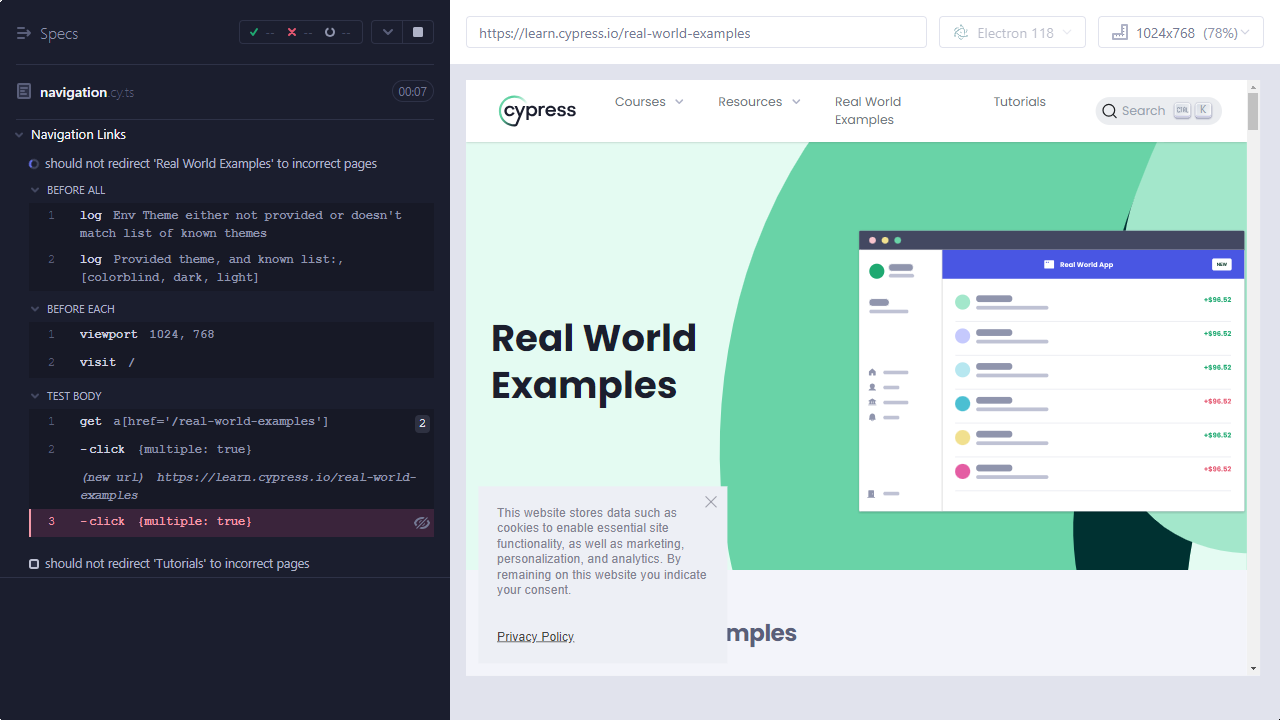 Specs
--
--
--
navigation.cy.ts
00:07
Navigation Links
should not redirect 'Real World Examples' to incorrect pages
BEFORE ALL
1 log Env Theme either not provided or doesn't
match list of known themes
2 log Provided theme, and known list:,
[colorblind, dark, light]
BEFORE EACH
1 viewport 1024, 768
2 visit /
TEST BODY
1 get a[href='/real-world-examples'] 2
2 -click {multiple: true}
(new url) https://learn.cypress.io/real-world-
examples
3 -click {multiple: true}
should not redirect 'Tutorials' to incorrect pages
https://learn.cypress.io/real-world-examples
Electron 118
1024x768 (78%)
cypress
Courses
Resources
Real World
Examples
Tutorials
Search
CTRL
K
Real World
Examples
Real World App
NEW
+$96.52
+$96.52
+$96.52
+$96.52
+$96.52
+$96.52
This website stores data such as
cookies to enable essential site
functionality, as well as marketing,
personalization, and analytics. By
remaining on this website you indicate
your consent.
Privacy Policy
mples